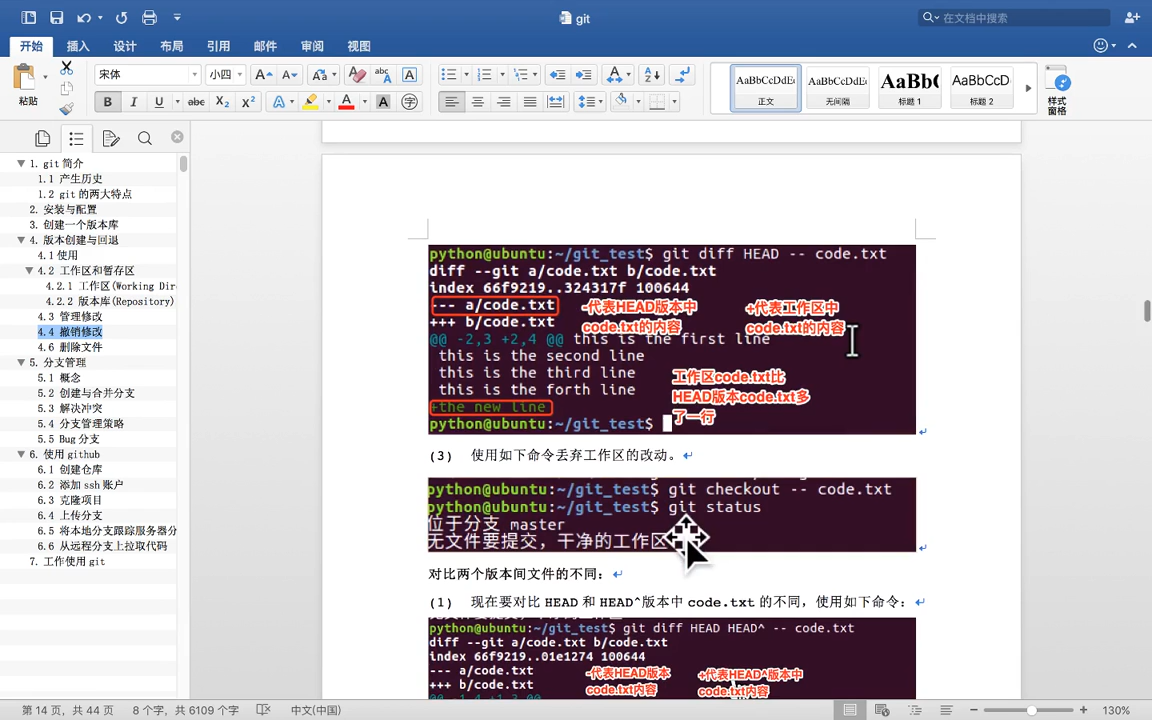 git
在文档中搜索
开始 插入 设计 布局 引用 邮件 审阅 视图
粘贴
宋体 小四
AaBbCcDdEe AaBbCcDdEe AaBb( AaBbCcD
正文 无间隔 标题 1 标题 2
样式
窗格
1. git 简介
1.1 产生历史
1.2 git 的两大特点
2. 安装与配置
3. 创建一个版本库
4. 版本创建与回退
4.1 使用
4.2 工作区和暂存区
4.2.1 工作区(Working Dir
4.2.2 版本库(Repository)
4.3 管理修改
4.4 撤销修改
4.6 删除文件
5. 分支管理
5.1 概念
5.2 创建与合并分支
5.3 解决冲突
5.4 分支管理策略
5.5 Bug 分支
6. 使用 github
6.1 创建仓库
6.2 添加 ssh 账户
6.3 克隆项目
6.4 上传分支
6.5 将本地分支跟踪服务器分
6.6 从远程分支上拉取代码
7. 工作使用 git
python@ubuntu:~/git_test$ git diff HEAD -- code.txt
diff --git a/code.txt b/code.txt
index 66f9219..324317f 100644
--- a/code.txt
+++ b/code.txt
-代表HEAD版本中
code.txt的内容
+代表工作区中
code.txt的内容
@@ -2,3 +2,4 @@ this is the first line
this is the second line
this is the third line
this is the forth line
+the new line
工作区code.txt比
HEAD版本code.txt多
了一行
python@ubuntu:~/git_test$
(3) 使用如下命令丢弃工作区的改动。
python@ubuntu:~/git_test$ git checkout -- code.txt
python@ubuntu:~/git_test$ git status
位于分支 master
无文件要提交，干净的工作区
对比两个版本间文件的不同：
(1) 现在要对比 HEAD 和 HEAD^版本中 code.txt 的不同，使用如下命令：
python@ubuntu:~/git_test$ git diff HEAD HEAD^ -- code.txt
diff --git a/code.txt b/code.txt
index 66f9219..01e1274 100644
--- a/code.txt
+++ b/code.txt
-代表HEAD版本
code.txt内容
+代表HEAD^版本中
code.txt内容
第 14 页，共 44 页 8 个字，共 6109 个字 中文(中国) 130%